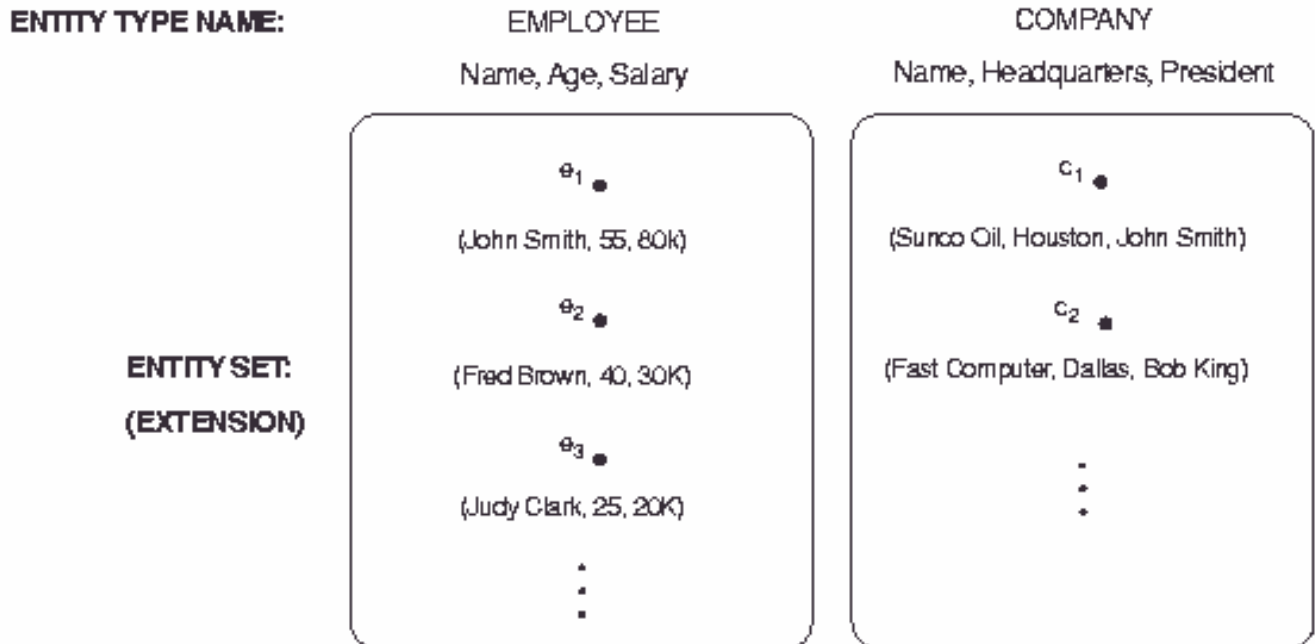 ENTITY TYPE NAME: EMPLOYEE COMPANY
Name, Age, Salary Name, Headquarters, President
e1 c1
(John Smith, 55, 80k) (Sunco Oil, Houston, John Smith)
e2 c2
ENTITY SET: (Fred Brown, 40, 30K) (Fast Computer, Dallas, Bob King)
(EXTENSION)
e3
(Judy Clark, 25, 20K)